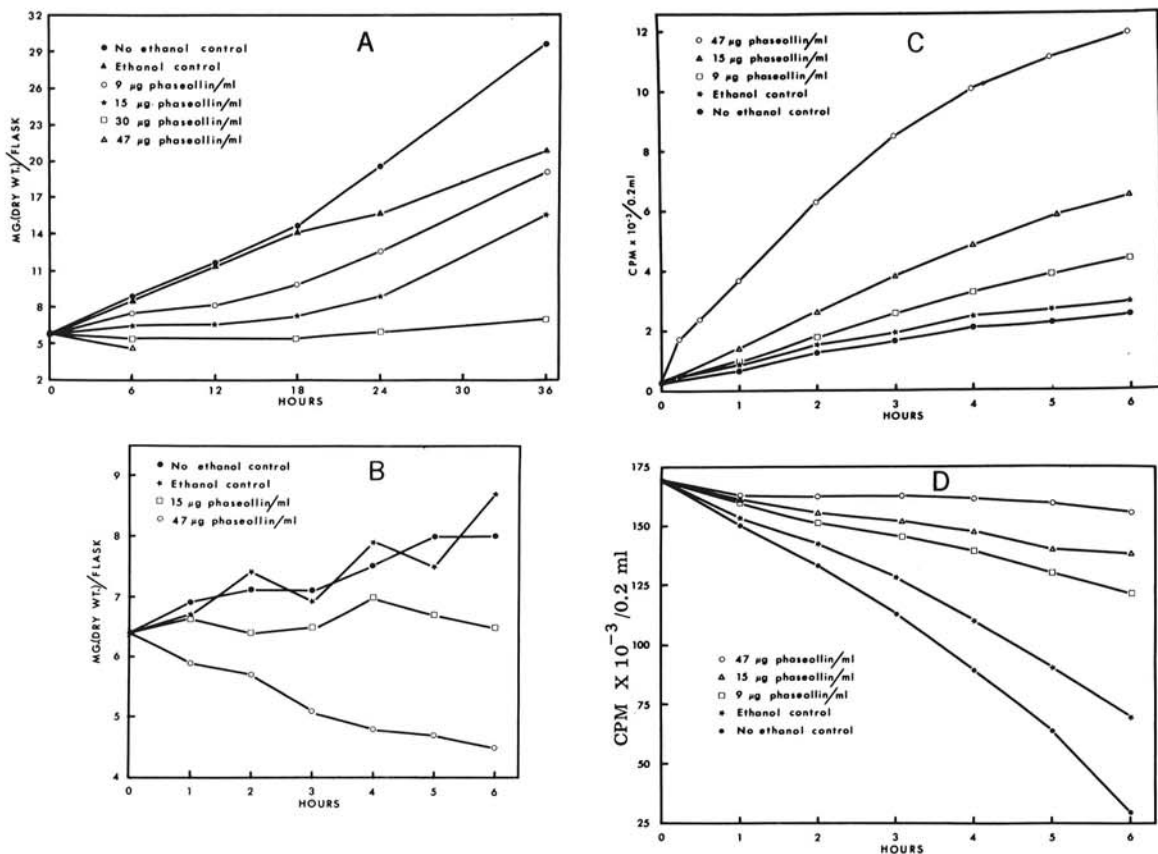 A
MG.(DRY WT.)/FLASK
32
29
26
23
20
17
14
11
8
5
2
No ethanol control
Ethanol control
9 µg phaseollin/ml
15 µg phaseollin/ml
30 µg phaseollin/ml
47 µg phaseollin/ml
0 6 12 18 24 30 36
HOURS
B
MG.(DRY WT.)/FLASK
9
8
7
6
5
4
No ethanol control
Ethanol control
15 µg phaseollin/ml
47 µg phaseollin/ml
0 1 2 3 4 5 6
HOURS
C
CPM x 10⁻³/0.2ml
12
10
8
6
4
2
0
47 µg phaseollin/ml
15 µg phaseollin/ml
9 µg phaseollin/ml
Ethanol control
No ethanol control
0 1 2 3 4 5 6
HOURS
D
CPM X 10⁻³/0.2 ml
175
150
125
100
75
50
25
47 µg phaseollin/ml
15 µg phaseollin/ml
9 µg phaseollin/ml
Ethanol control
No ethanol control
0 1 2 3 4 5 6
HOURS